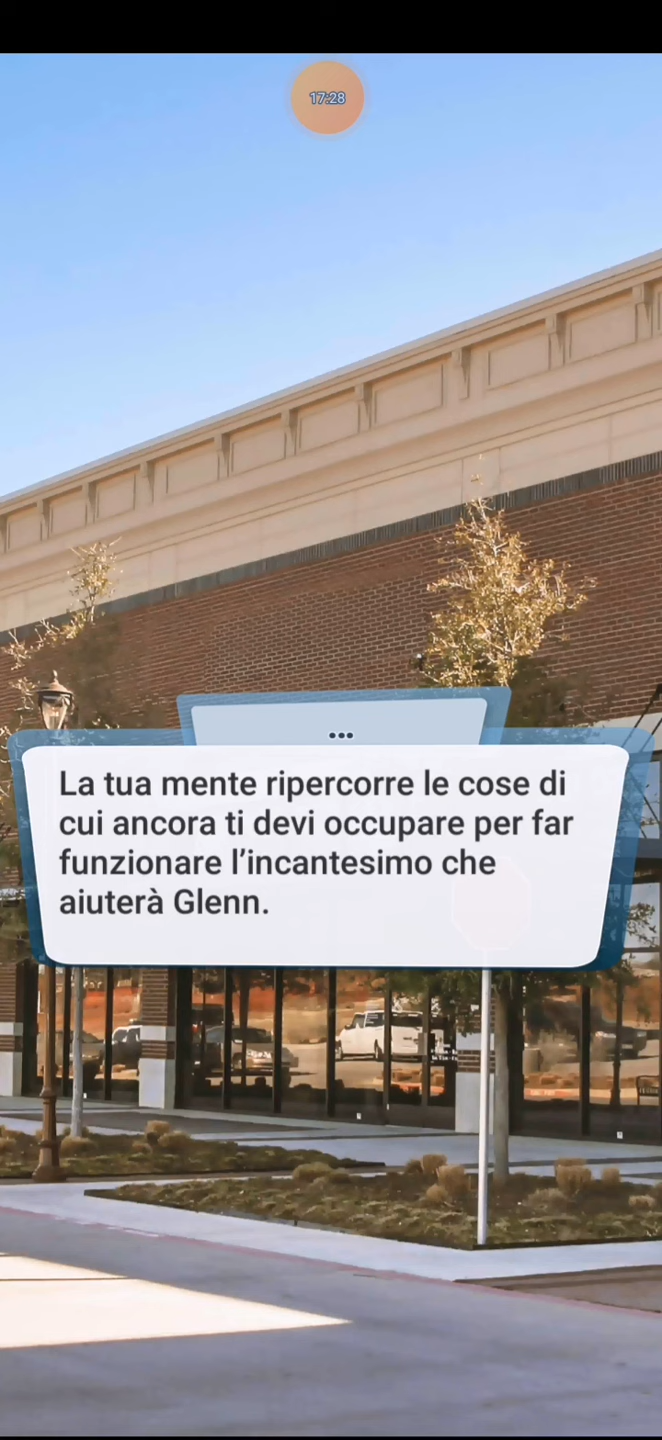 17:28
...
La tua mente ripercorre le cose di
cui ancora ti devi occupare per far
funzionare l’incantesimo che
aiuterà Glenn.